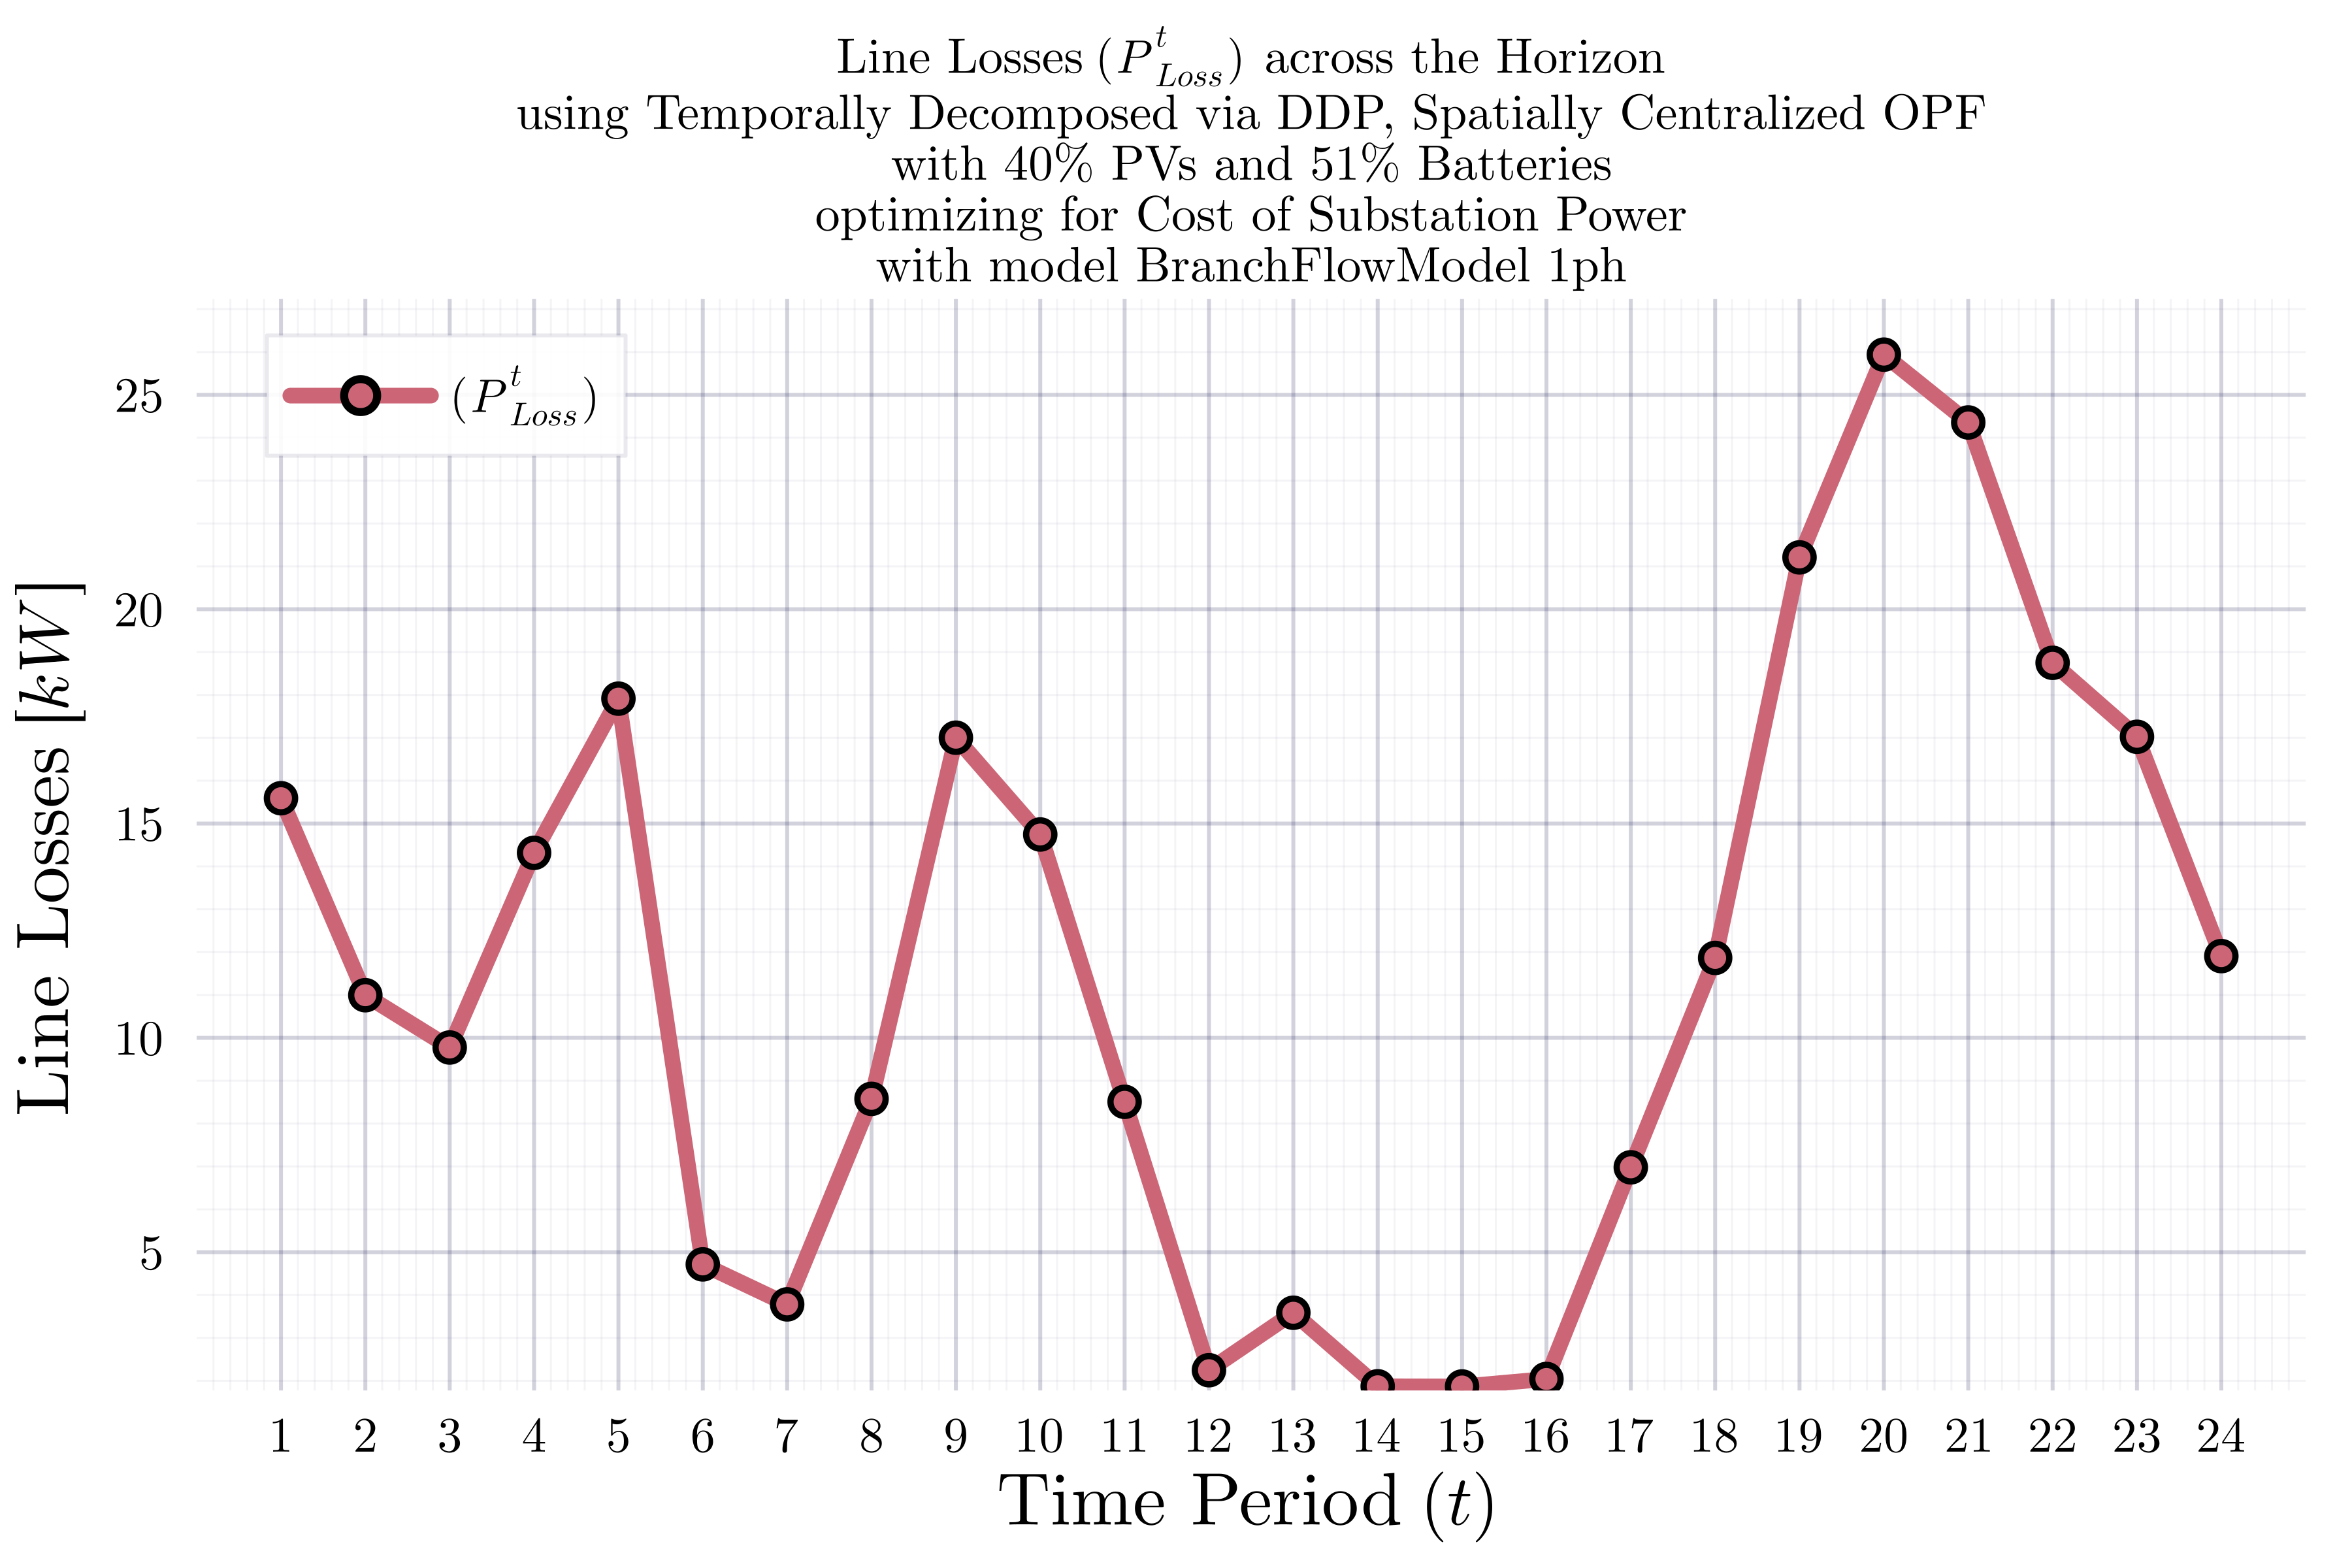 Line Losses (P^t_Loss) across the Horizon
using Temporally Decomposed via DDP, Spatially Centralized OPF
with 40% PVs and 51% Batteries
optimizing for Cost of Substation Power
with model BranchFlowModel 1ph
(P^t_Loss)
25
20
15
10
5
Line Losses [kW]
1 2 3 4 5 6 7 8 9 10 11 12 13 14 15 16 17 18 19 20 21 22 23 24
Time Period (t)